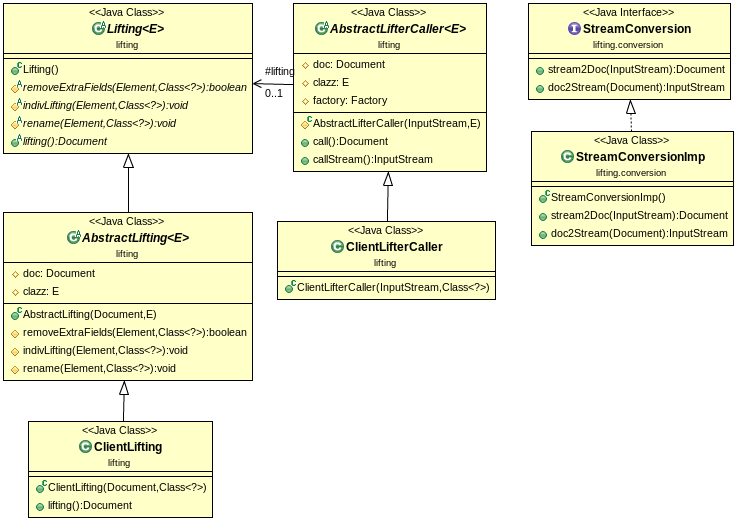 <<Java Class>>
Lifting<E>
lifting
Lifting()
removeExtraFields(Element,Class<?>):boolean
indivLifting(Element,Class<?>):void
rename(Element,Class<?>):void
lifting():Document
#lifting
0..1
<<Java Class>>
AbstractLifterCaller<E>
lifting
doc: Document
clazz: E
factory: Factory
AbstractLifterCaller(InputStream,E)
call():Document
callStream():InputStream
<<Java Interface>>
StreamConversion
lifting.conversion
stream2Doc(InputStream):Document
doc2Stream(Document):InputStream
<<Java Class>>
StreamConversionImp
lifting.conversion
StreamConversionImp()
stream2Doc(InputStream):Document
doc2Stream(Document):InputStream
<<Java Class>>
AbstractLifting<E>
lifting
doc: Document
clazz: E
AbstractLifting(Document,E)
removeExtraFields(Element,Class<?>):boolean
indivLifting(Element,Class<?>):void
rename(Element,Class<?>):void
<<Java Class>>
ClientLifterCaller
lifting
ClientLifterCaller(InputStream,Class<?>)
<<Java Class>>
ClientLifting
lifting
ClientLifting(Document,Class<?>)
lifting():Document